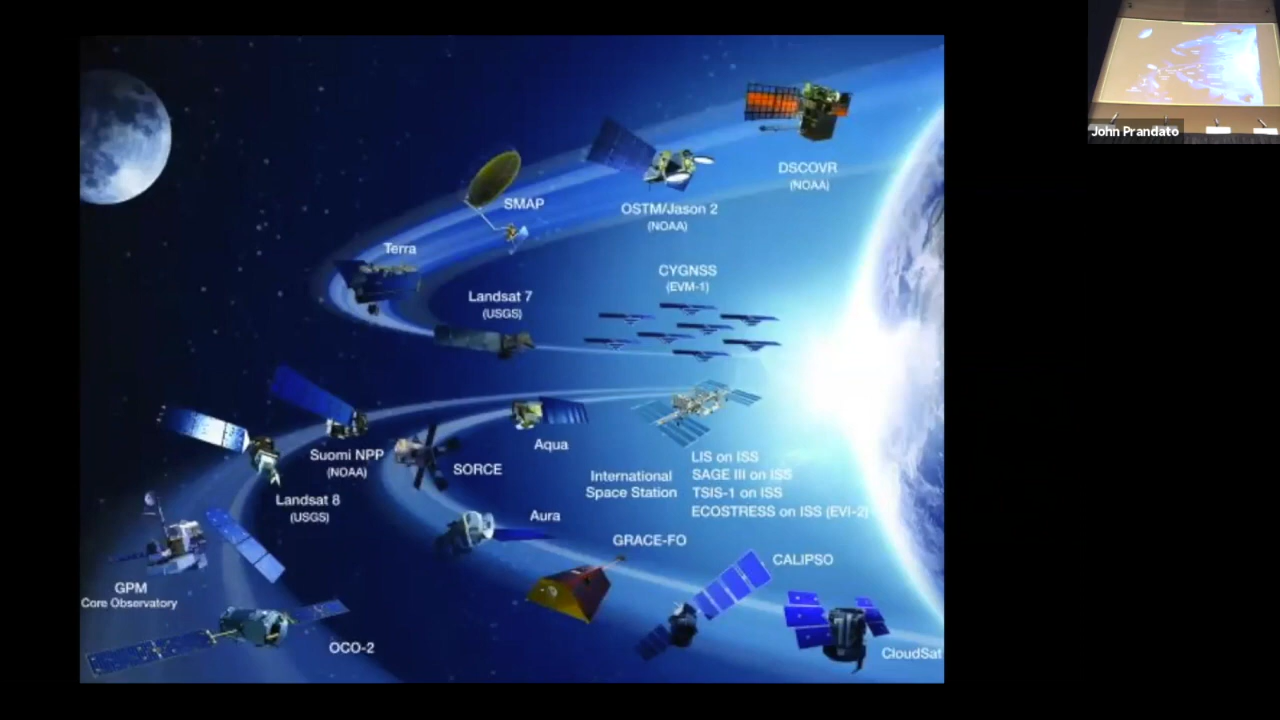 John Prandato
DSCOVR
(NOAA)
SMAP
OSTM/Jason 2
(NOAA)
Terra
CYGNSS
(EVM-1)
Landsat 7
(USGS)
Suomi NPP
(NOAA)
SORCE
Aqua
International
Space Station
LIS on ISS
SAGE III on ISS
TSIS-1 on ISS
ECOSTRESS on ISS (EVI-2)
Landsat 8
(USGS)
Aura
GRACE-FO
CALIPSO
GPM
Core Observatory
OCO-2
CloudSat